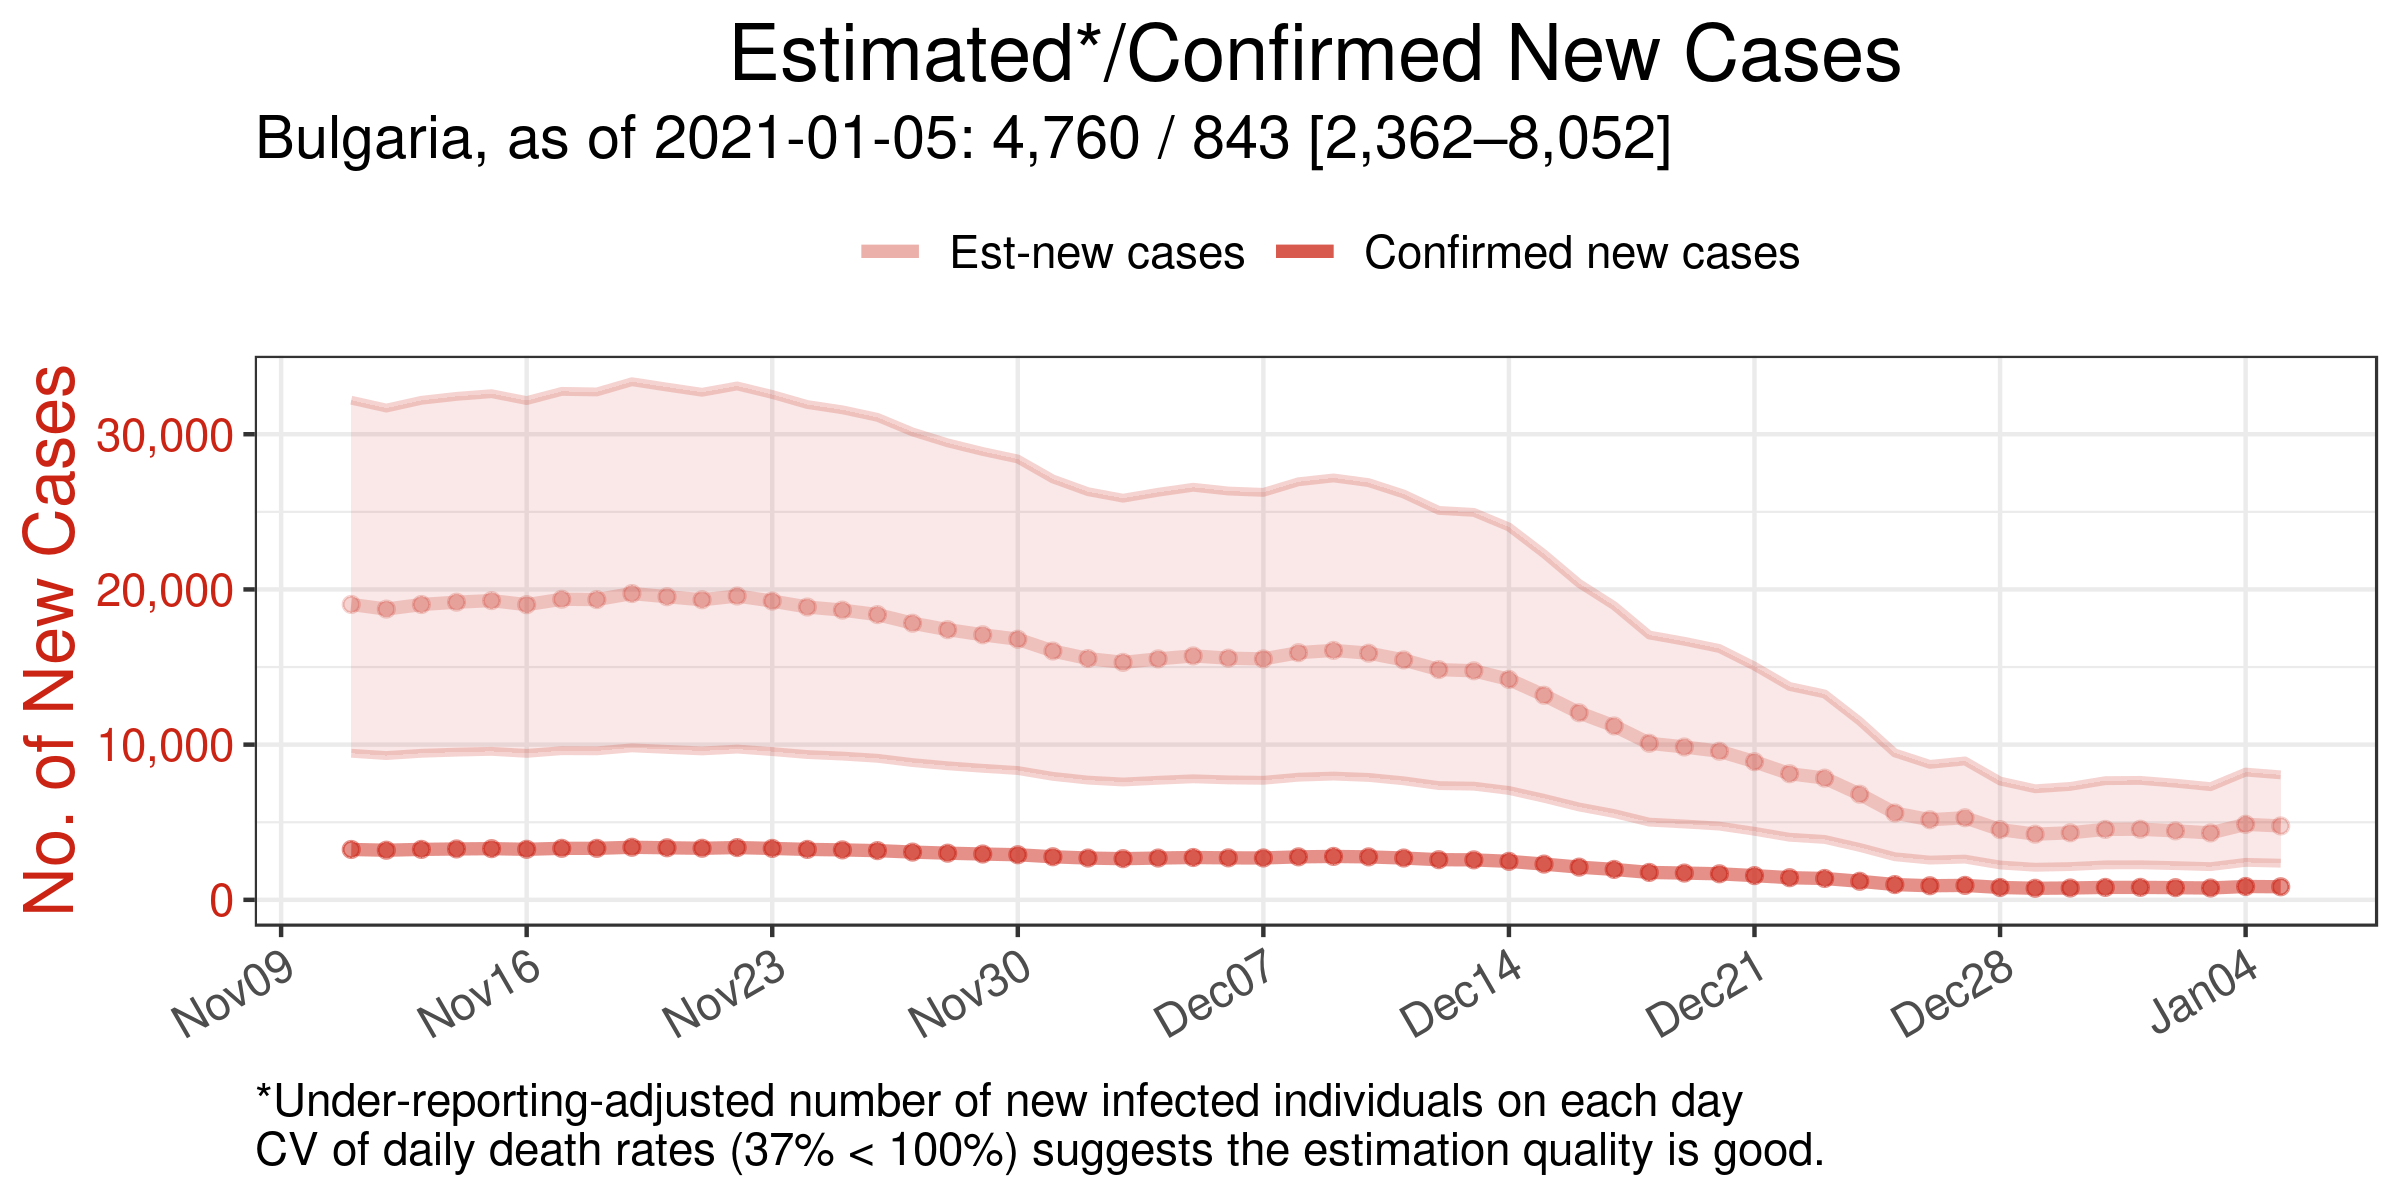 Estimated*/Confirmed New Cases
Bulgaria, as of 2021-01-05: 4,760 / 843 [2,362–8,052]
Est-new cases
Confirmed new cases
No. of New Cases
30,000
20,000
10,000
0
Nov09
Nov16
Nov23
Nov30
Dec07
Dec14
Dec21
Dec28
Jan04
*Under-reporting-adjusted number of new infected individuals on each day
CV of daily death rates (37% < 100%) suggests the estimation quality is good.